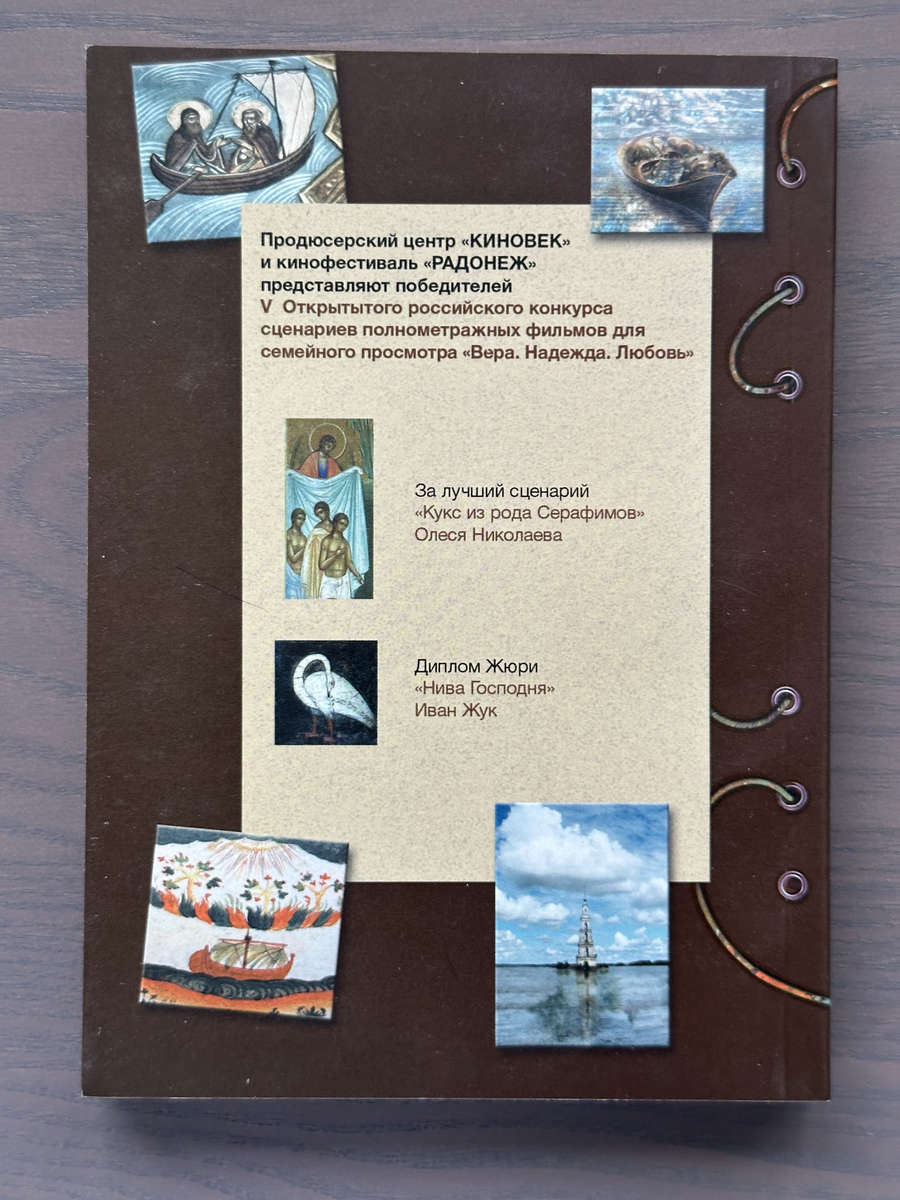 Продюсерский центр «КИНОВЕК»
и кинофестиваль «РАДОНЕЖ»
представляют победителей
V Открытытого российского конкурса
сценариев полнометражных фильмов для
семейного просмотра «Вера. Надежда. Любовь»
За лучший сценарий
«Кукс из рода Серафимов»
Олеся Николаева
Диплом Жюри
«Нива Господня»
Иван Жук